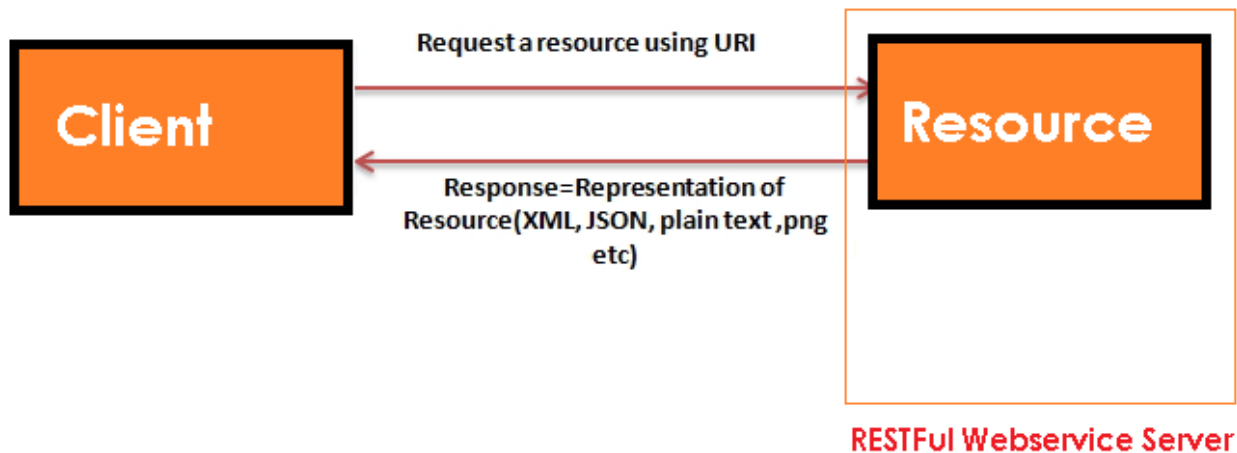 Request a resource using URI
Client
Resource
Response=Representation of
Resource(XML, JSON, plain text ,png
etc)
RESTFul Webservice Server